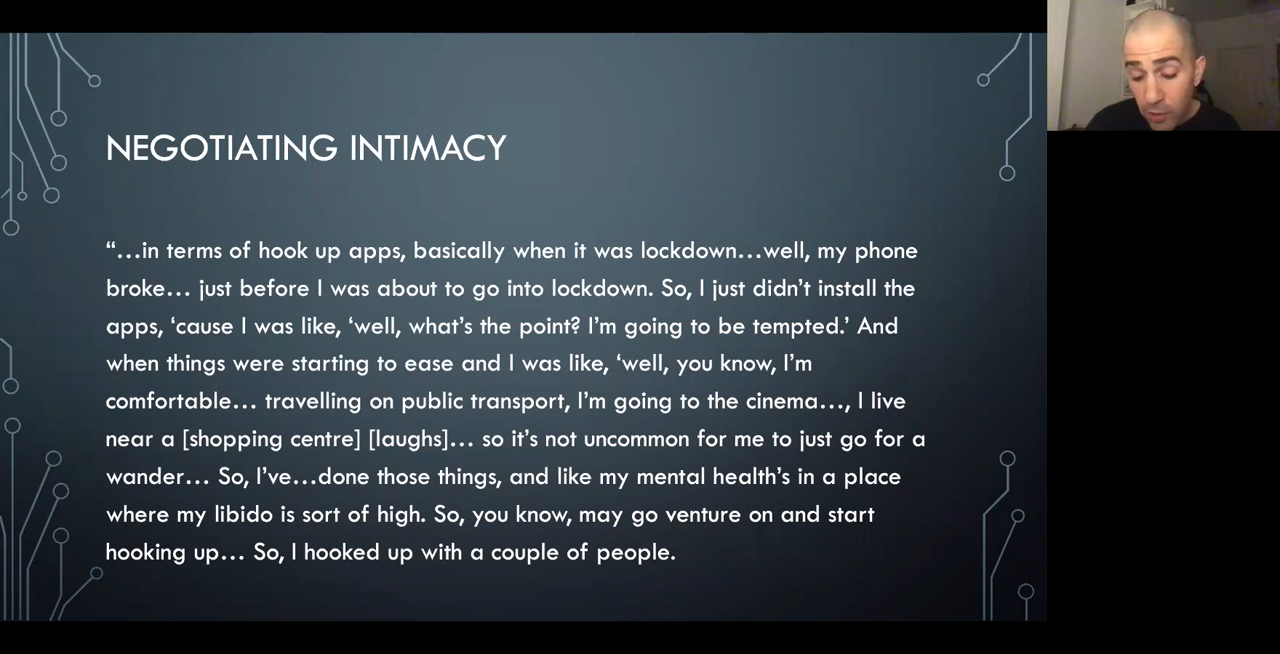 NEGOTIATING INTIMACY
“…in terms of hook up apps, basically when it was lockdown…well, my phone
broke… just before I was about to go into lockdown. So, I just didn’t install the
apps, ‘cause I was like, ‘well, what’s the point? I’m going to be tempted.’ And
when things were starting to ease and I was like, ‘well, you know, I’m
comfortable… travelling on public transport, I’m going to the cinema…, I live
near a [shopping centre] [laughs]… so it’s not uncommon for me to just go for a
wander… So, I’ve…done those things, and like my mental health’s in a place
where my libido is sort of high. So, you know, may go venture on and start
hooking up… So, I hooked up with a couple of people.